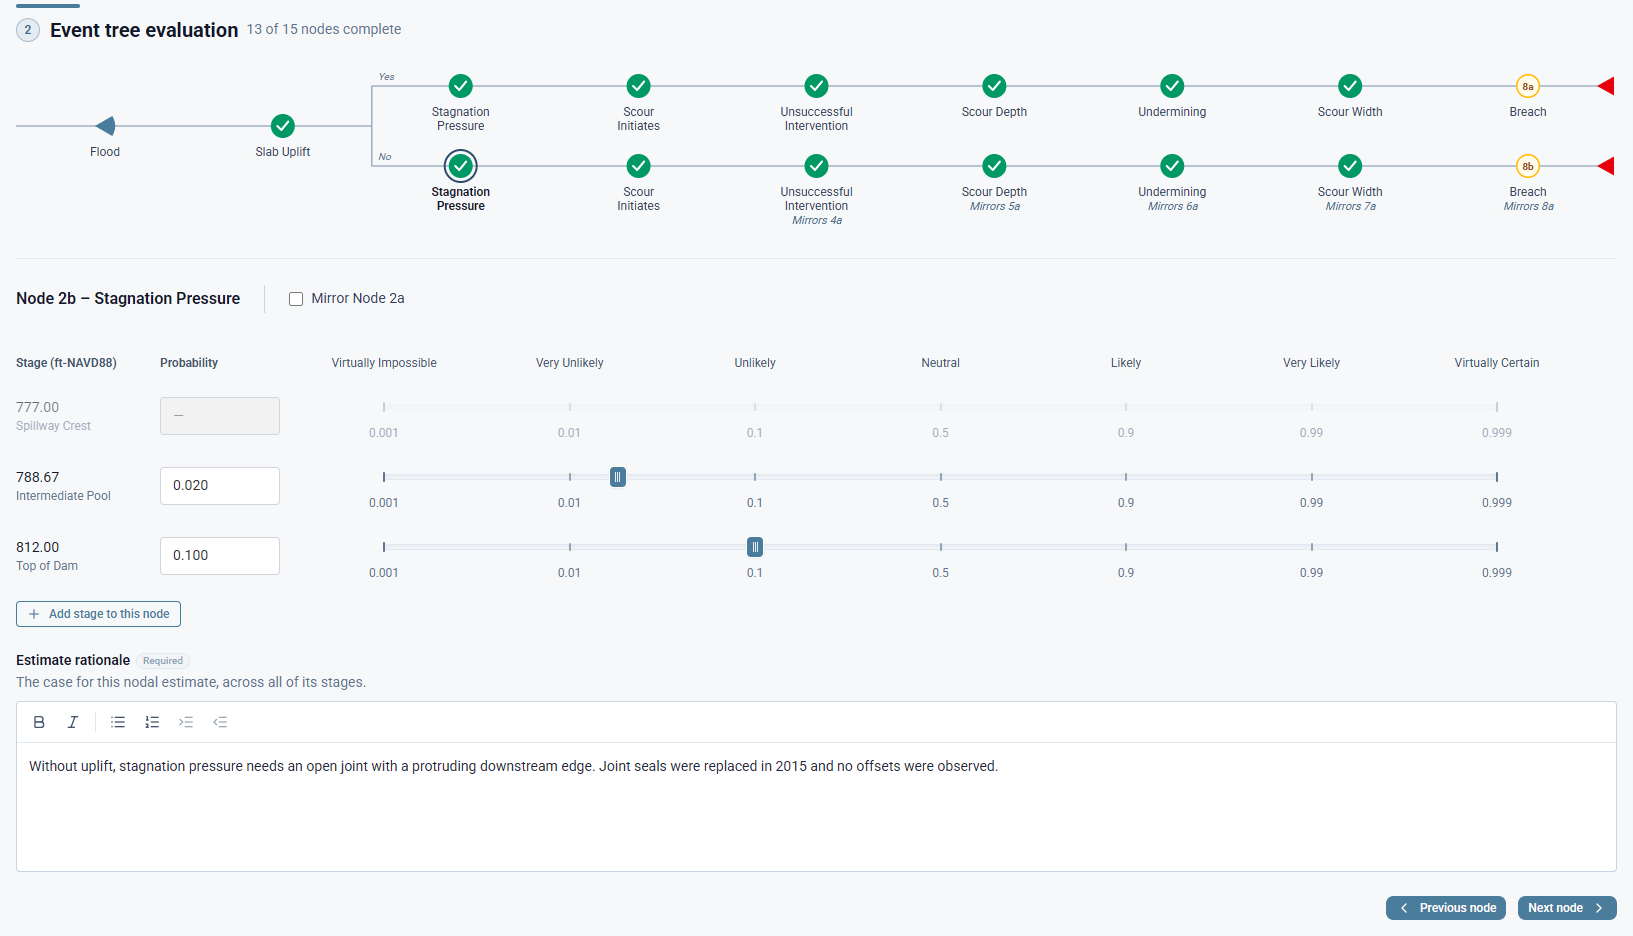 2 Event tree evaluation 13 of 15 nodes complete
Yes
Stagnation Pressure
Scour Initiates
Unsuccessful Intervention
Scour Depth
Undermining
Scour Width
8a
Breach
Flood
Slab Uplift
No
Stagnation Pressure
Scour Initiates
Unsuccessful Intervention
Mirrors 4a
Scour Depth
Mirrors 5a
Undermining
Mirrors 6a
Scour Width
Mirrors 7a
8b
Breach
Mirrors 8a
Node 2b – Stagnation Pressure
Mirror Node 2a
Stage (ft-NAVD88) Probability Virtually Impossible Very Unlikely Unlikely Neutral Likely Very Likely Virtually Certain
777.00 —
Spillway Crest
0.001 0.01 0.1 0.5 0.9 0.99 0.999
788.67 0.020
Intermediate Pool
0.001 0.01 0.1 0.5 0.9 0.99 0.999
812.00 0.100
Top of Dam
0.001 0.01 0.1 0.5 0.9 0.99 0.999
+ Add stage to this node
Estimate rationale Required
The case for this nodal estimate, across all of its stages.
B I
Without uplift, stagnation pressure needs an open joint with a protruding downstream edge. Joint seals were replaced in 2015 and no offsets were observed.
Previous node Next node